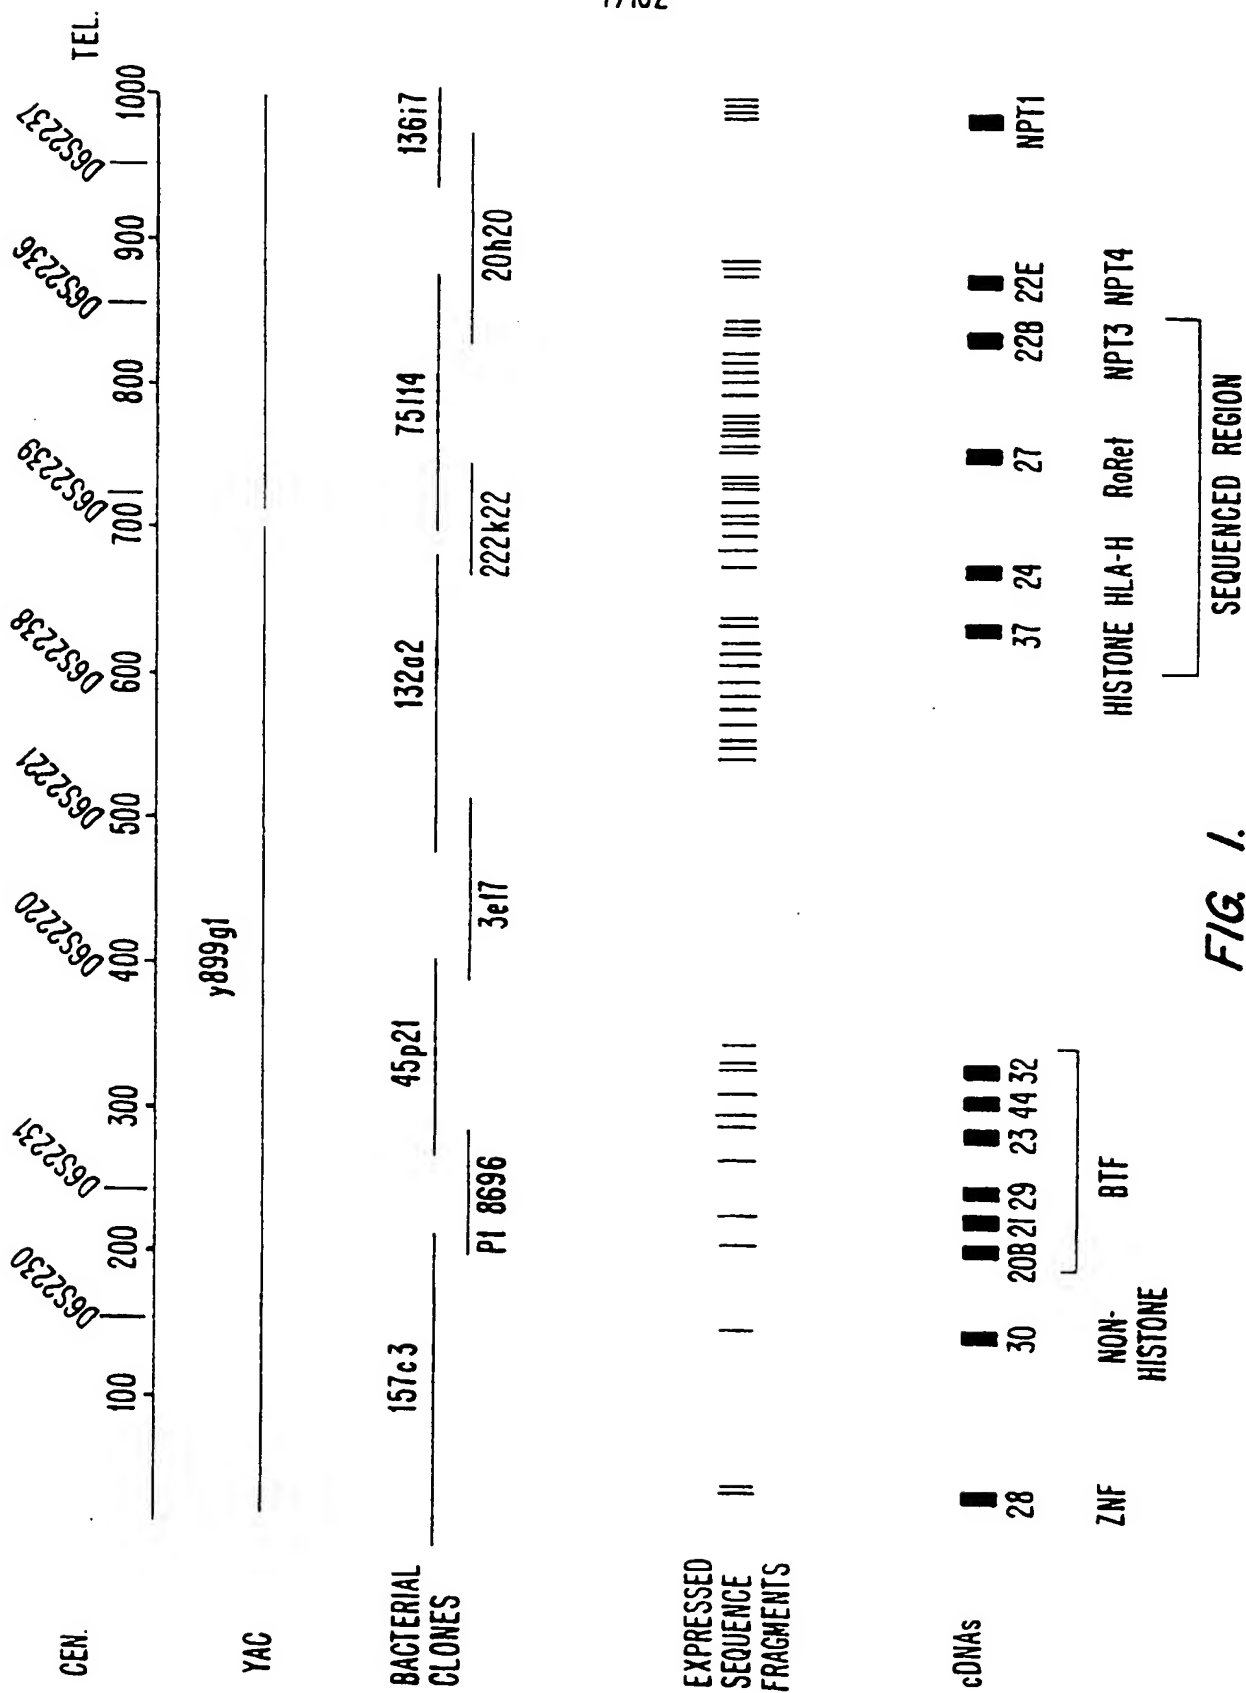 CEN.
TEL.
D6S2230
D6S2231
D6S2220
D6S2221
D6S2238
D6S2239
D6S2236
D6S2237
100 200 300 400 500 600 700 800 900 1000
YAC
y899g1
BACTERIAL
CLONES
157c3 45p21 132a2 75l14 136i7
P1 8696 3e17 222k22 20h20
EXPRESSED
SEQUENCE
FRAGMENTS
cDNAs
28 30 20B 21 29 23 44 32 37 24 27 22B 22E NPT1
ZNF NON-
HISTONE BTF HISTONE HLA-H RoRet NPT3 NPT4
SEQUENCED REGION
FIG. 1.